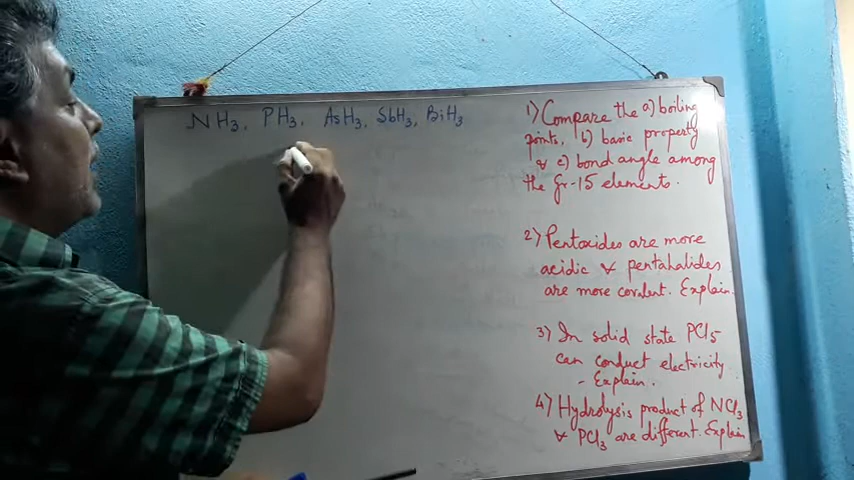 NH₃, PH₃, AsH₃, SbH₃, BiH₃
1) Compare the a) boiling
points, b) basic property
& c) bond angle among
Gr-15 elements.
2) Pentoxides are more
acidic & pentahalides
are more covalent. Explain
3) In solid state PCl₅
can conduct electricity
- Explain.
4) Hydrolysis product of NCl₃
& PCl₃ are different. Explain